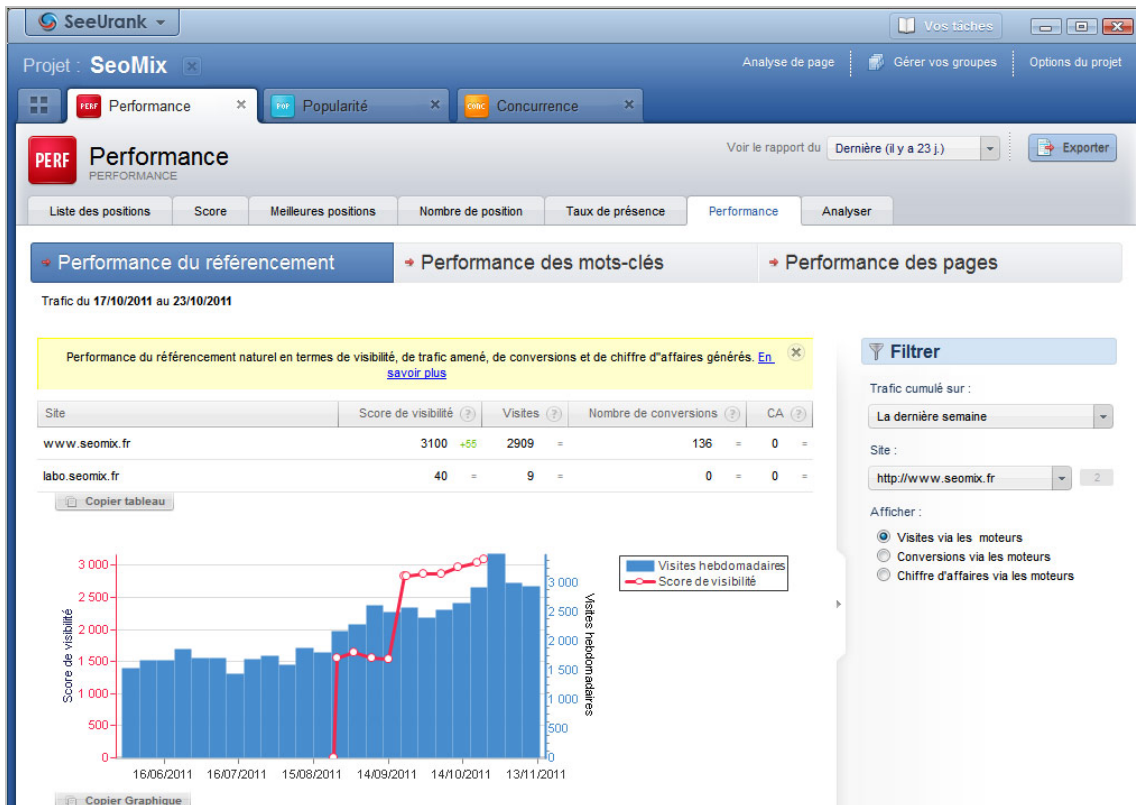 SeeUrank
Vos tâches
Projet : SeoMix
Analyse de page
Gérer vos groupes
Options du projet
PERF Performance
POP Popularité
CONC Concurrence
PERF
Performance
PERFORMANCE
Voir le rapport du
Dernière (il y a 23 j.)
Exporter
Liste des positions
Score
Meilleures positions
Nombre de position
Taux de présence
Performance
Analyser
Performance du référencement
Performance des mots-clés
Performance des pages
Trafic du 17/10/2011 au 23/10/2011
Performance du référencement naturel en termes de visibilité, de trafic amené, de conversions et de chiffre d"affaires générés. En
savoir plus
Site Score de visibilité ? Visites ? Nombre de conversions ? CA ?
www.seomix.fr 3100 +55 2909 = 136 = 0 =
labo.seomix.fr 40 = 9 = 0 = 0 =
Copier tableau
Score de visibilité
3 000
2 500
2 000
1 500
1 000
500
0
3 000
2 500
2 000
1 500
1 000
500
0
Visites hebdomadaires
16/06/2011 16/07/2011 15/08/2011 14/09/2011 14/10/2011 13/11/2011
Visites hebdomadaires
Score de visibilité
Copier Graphique
Filtrer
Trafic cumulé sur :
La dernière semaine
Site :
http://www.seomix.fr
2
Afficher :
Visites via les moteurs
Conversions via les moteurs
Chiffre d'affaires via les moteurs